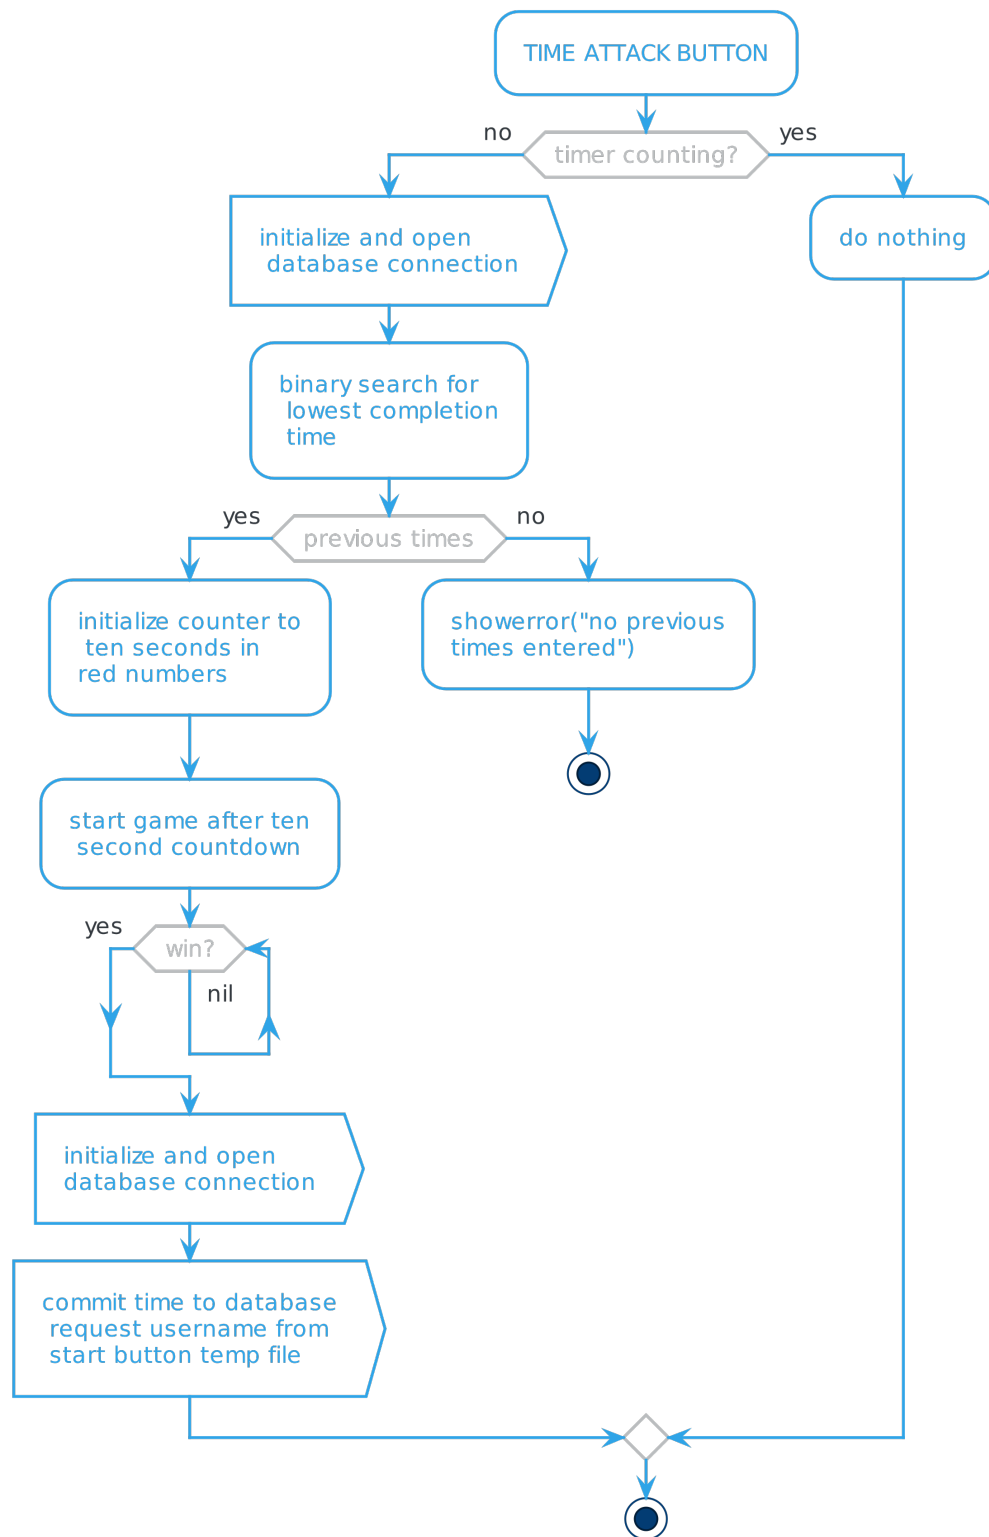 TIME ATTACK BUTTON
no
yes
timer counting?
initialize and open
database connection
do nothing
binary search for
lowest completion
time
yes
no
previous times
initialize counter to
ten seconds in
red numbers
showerror("no previous
times entered")
start game after ten
second countdown
yes
win?
nil
initialize and open
database connection
commit time to database
request username from
start button temp file